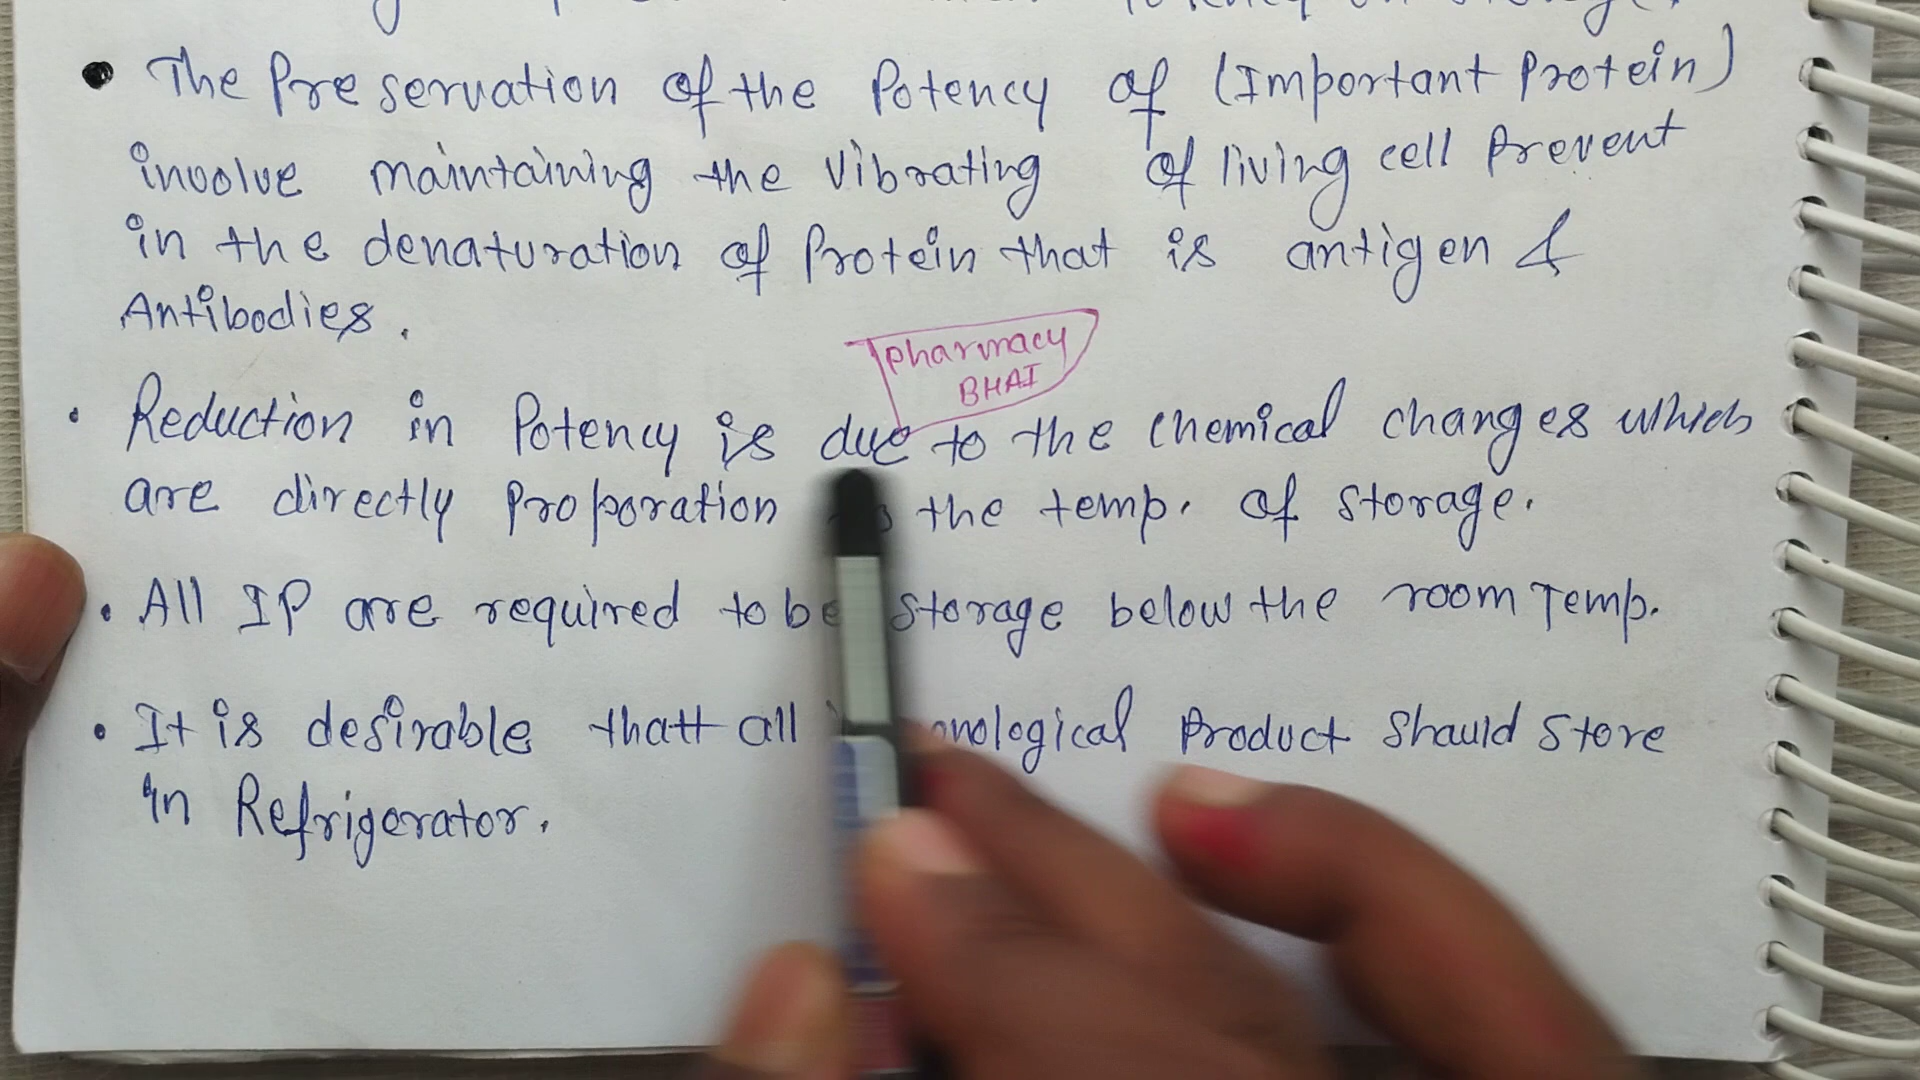 • The Preservation of the Potency of (Important Protein)
involve maintaining the vibrating of living cell Prevent
in the denaturation of Protein that is antigen &
Antibodies.
Pharmacy
BHAI
• Reduction in Potency is due to the chemical changes which
are directly Proporation the temp. of storage.
• All IP are required to be storage below the room Temp.
• It is desirable thatt all Product Should Store
in Refrigerator.